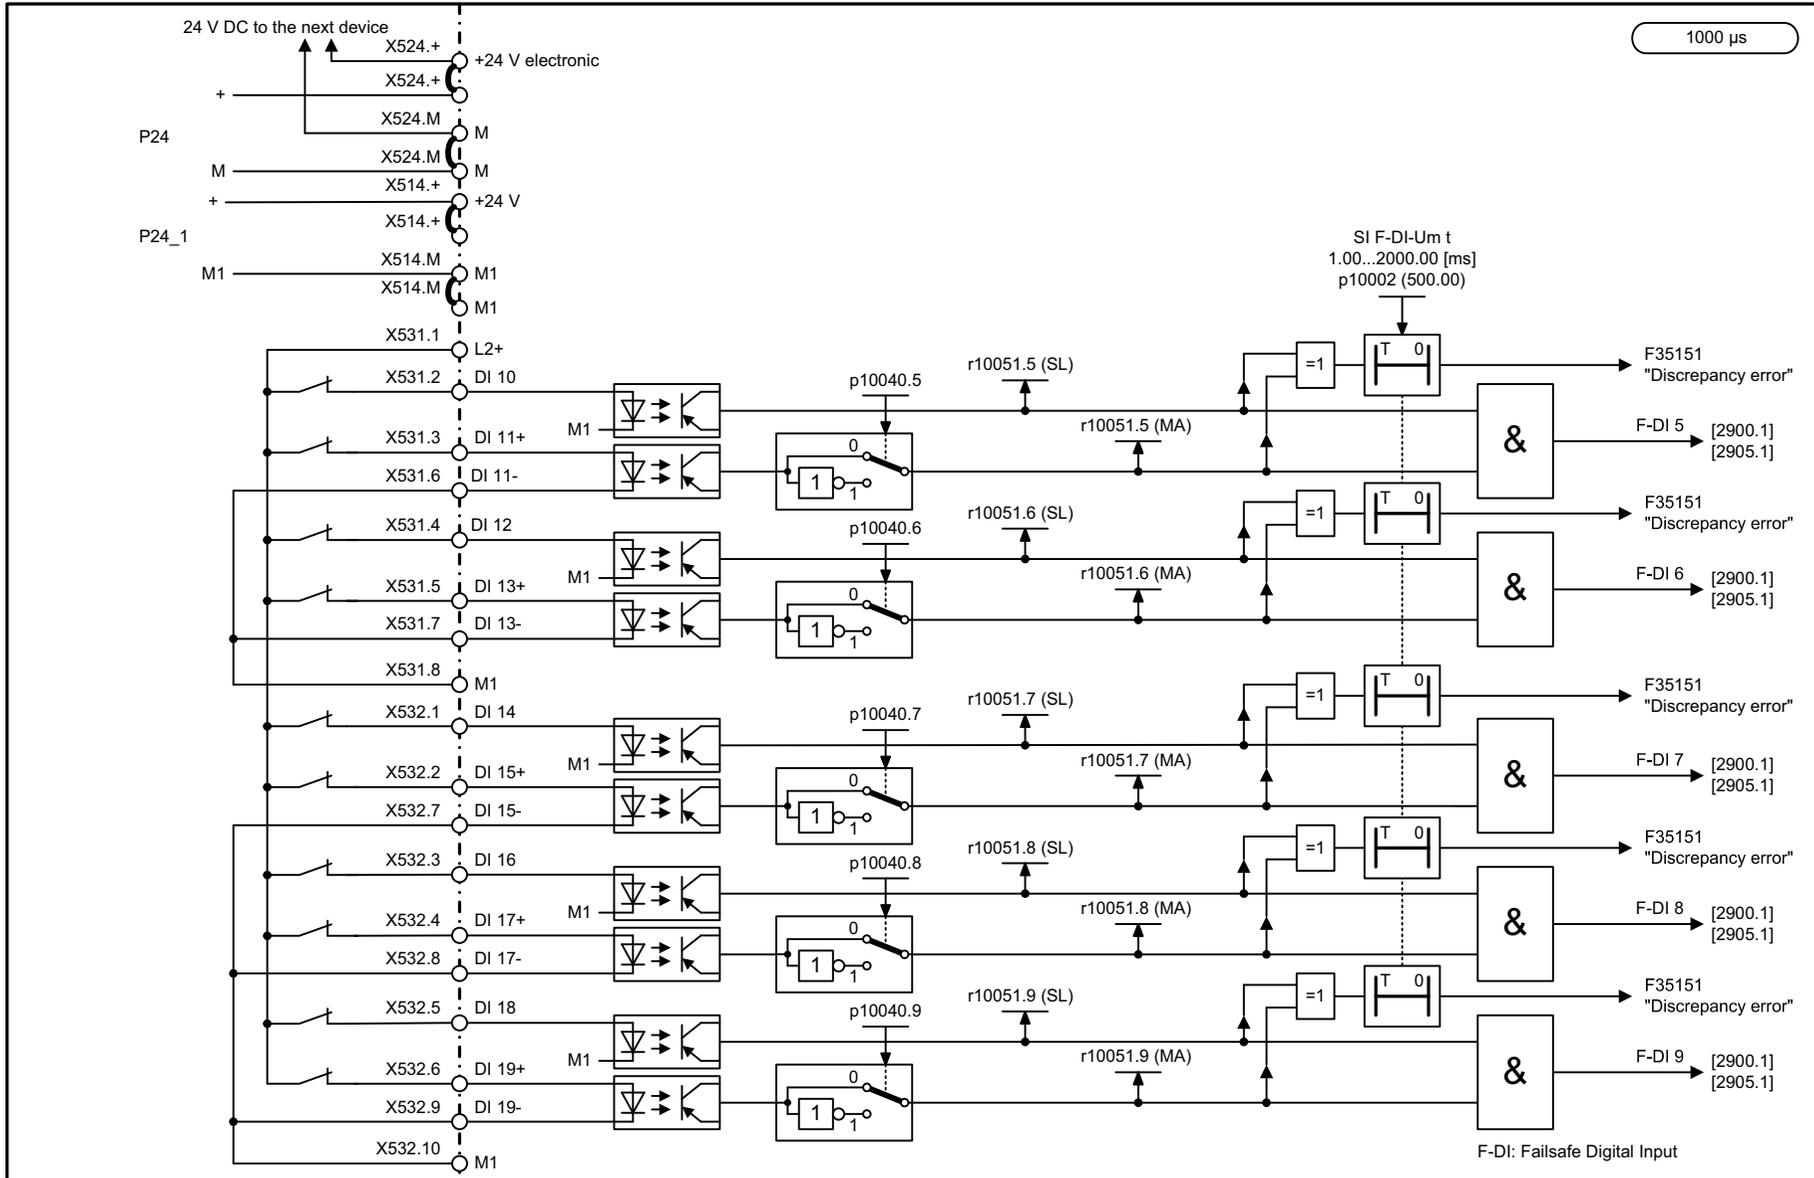 24 V DC to the next device
1000 µs
X524.+
+24 V electronic
X524.+
+
X524.M
M
P24
X524.M
M
M
X514.+
+
+24 V
X514.+
P24_1
X514.M
M1
M1
X514.M
M1
SI F-DI-Um t
1.00...2000.00 [ms]
p10002 (500.00)
X531.1
L2+
X531.2
DI 10
M1
X531.3
DI 11+
X531.6
DI 11-
p10040.5
0
1
1
r10051.5 (SL)
r10051.5 (MA)
=1
T 0
F35151
"Discrepancy error"
&
F-DI 5
[2900.1]
[2905.1]
X531.4
DI 12
M1
X531.5
DI 13+
X531.7
DI 13-
p10040.6
0
1
1
r10051.6 (SL)
r10051.6 (MA)
=1
T 0
F35151
"Discrepancy error"
&
F-DI 6
[2900.1]
[2905.1]
X531.8
M1
X532.1
DI 14
M1
X532.2
DI 15+
X532.7
DI 15-
p10040.7
0
1
1
r10051.7 (SL)
r10051.7 (MA)
=1
T 0
F35151
"Discrepancy error"
&
F-DI 7
[2900.1]
[2905.1]
X532.3
DI 16
M1
X532.4
DI 17+
X532.8
DI 17-
p10040.8
0
1
1
r10051.8 (SL)
r10051.8 (MA)
=1
T 0
F35151
"Discrepancy error"
&
F-DI 8
[2900.1]
[2905.1]
X532.5
DI 18
M1
X532.6
DI 19+
X532.9
DI 19-
p10040.9
0
1
1
r10051.9 (SL)
r10051.9 (MA)
=1
T 0
F35151
"Discrepancy error"
&
F-DI 9
[2900.1]
[2905.1]
X532.10
M1
F-DI: Failsafe Digital Input